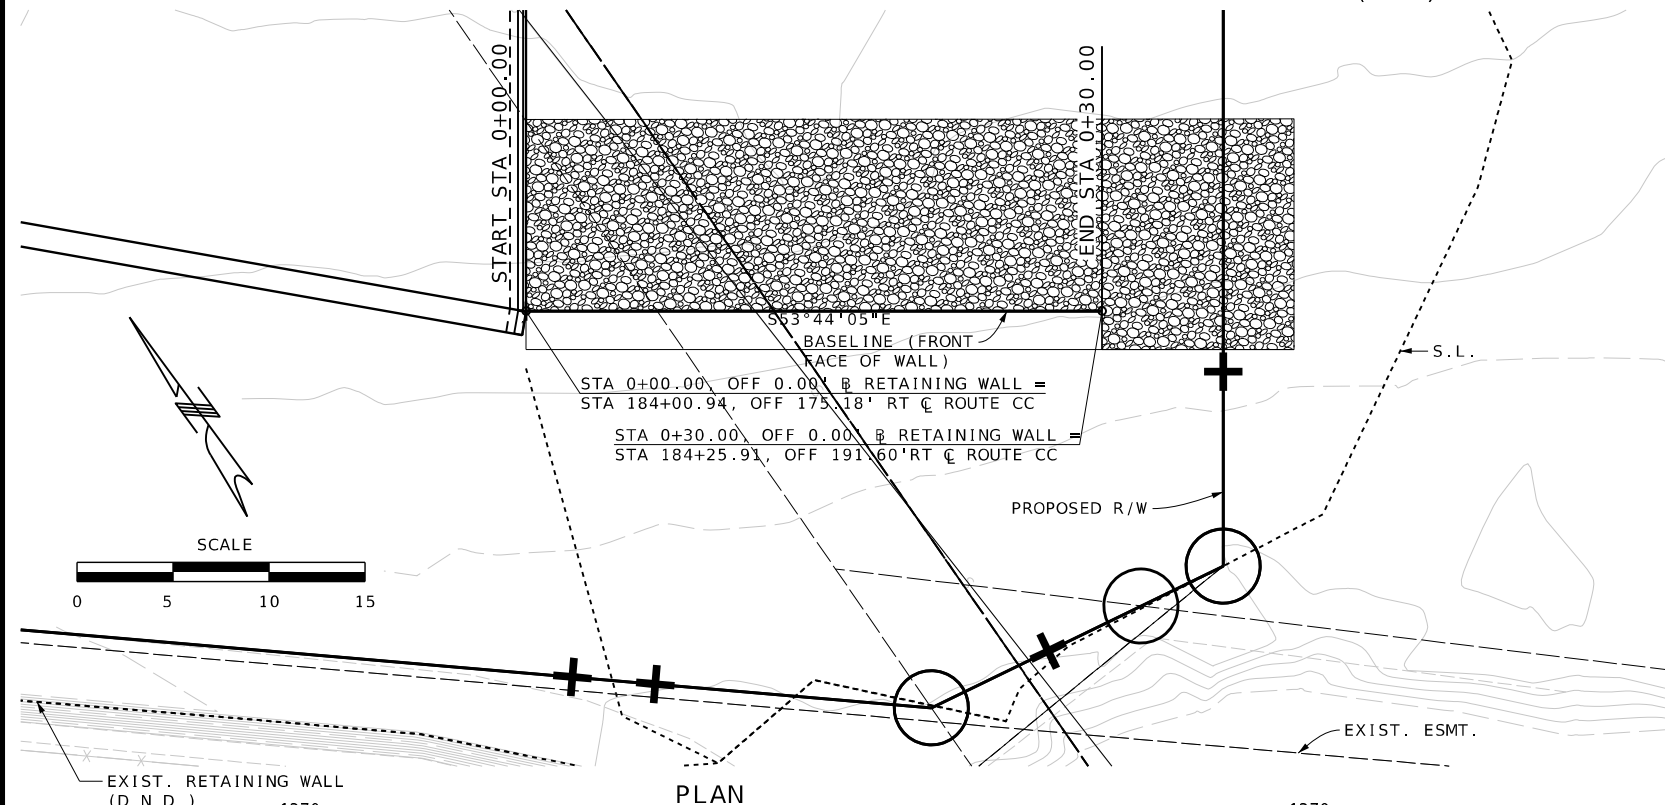 START STA 0+00.00
END STA 0+30.00
S53°44'05"E
BASELINE (FRONT
FACE OF WALL)
S.L.
STA 0+00.00, OFF 0.00' ⅊ RETAINING WALL =
STA 184+00.94, OFF 175.18' RT ℄ ROUTE CC
STA 0+30.00, OFF 0.00' ⅊ RETAINING WALL =
STA 184+25.91, OFF 191.60'RT ℄ ROUTE CC
PROPOSED R/W
SCALE
0 5 10 15
EXIST. ESMT.
EXIST. RETAINING WALL
(D.N.D.)
PLAN